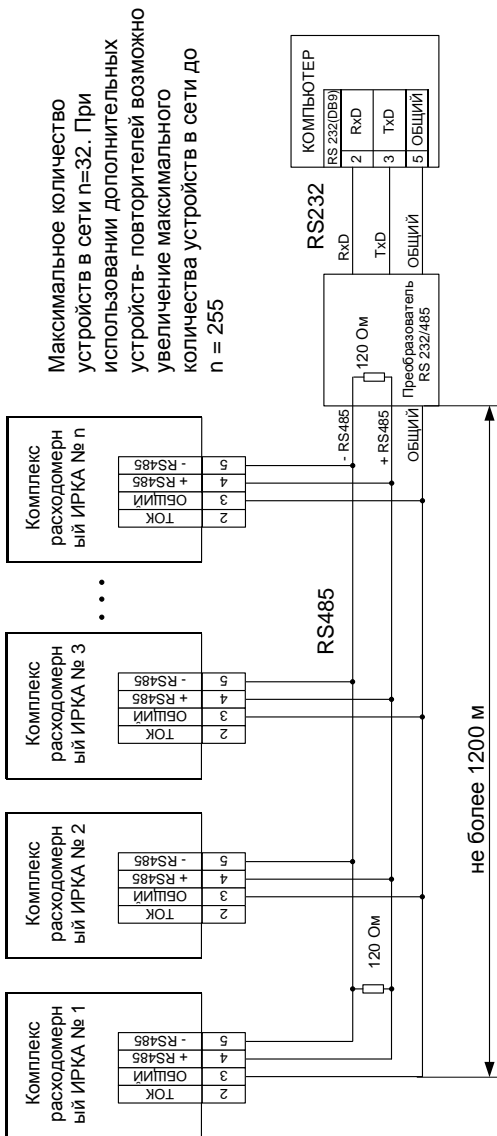 Максимальное количество
устройств в сети n=32. При
использовании дополнительных
устройств- повторителей возможно
увеличение максимального
количества устройств в сети до
n = 255
Комплекс
расходомерн
ый ИРКА № 1
5 - RS485
4 + RS485
3 ОБЩИЙ
2 ТОК
Комплекс
расходомерн
ый ИРКА № 2
5 - RS485
4 + RS485
3 ОБЩИЙ
2 ТОК
Комплекс
расходомерн
ый ИРКА № 3
5 - RS485
4 + RS485
3 ОБЩИЙ
2 ТОК
Комплекс
расходомерн
ый ИРКА № n
5 - RS485
4 + RS485
3 ОБЩИЙ
2 ТОК
120 Ом
RS485
- RS485
+ RS485
ОБЩИЙ
120 Ом
Преобразователь
RS 232/485
RS232
RxD
TxD
ОБЩИЙ
КОМПЬЮТЕР
RS 232(DB9)
2 RxD
3 TxD
5 ОБЩИЙ
не более 1200 м